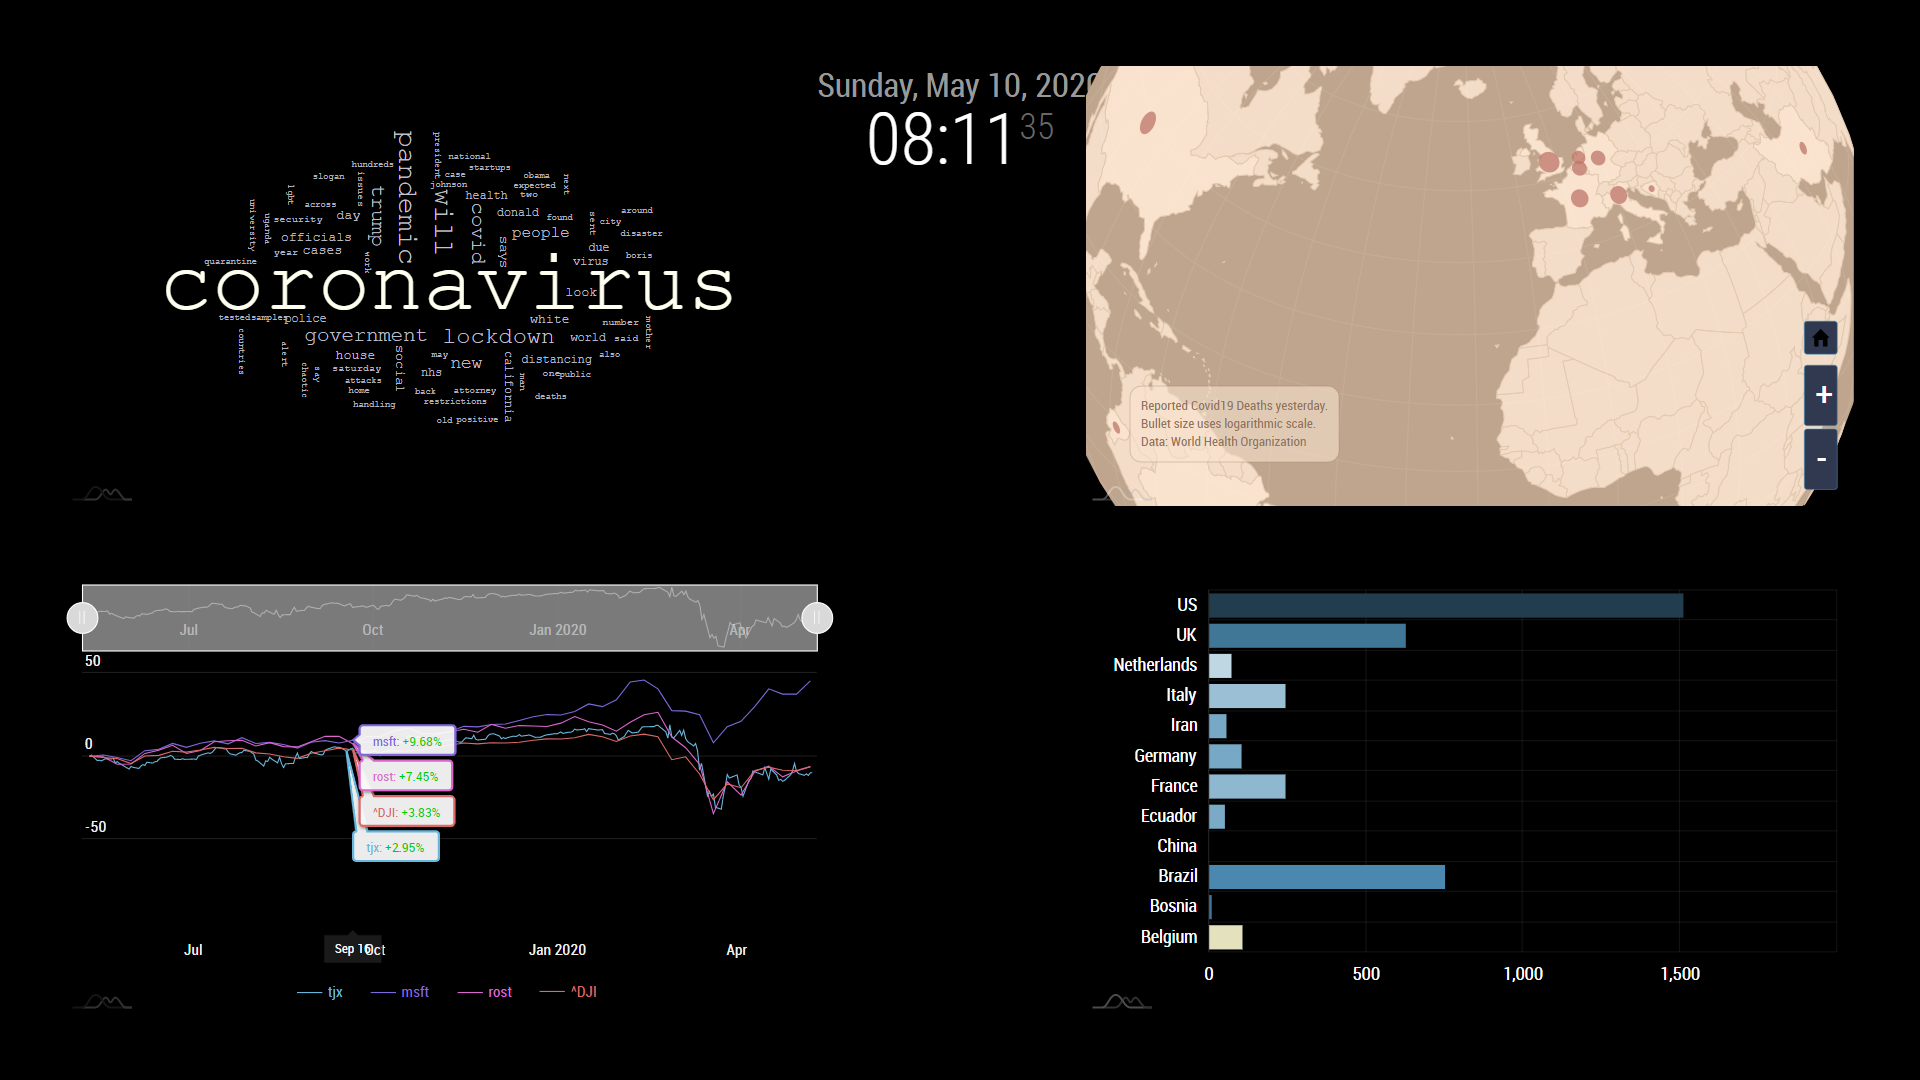 Sunday, May 10, 2020
08:11 35
pandemic
president
national
startups
hundreds
case
slogan
issues
johnson
obama
expected
next
lgbt
trump
will
health
two
across
university
uganda
security
day
covid
donald
found
sent
around
city
officials
people
disaster
year
cases
says
due
work
boris
quarantine
virus
coronavirus
look
tested
samples
police
white
number
mother
countries
government
lockdown
world
said
alert
house
social
may
new
california
distancing
also
chaotic
say
saturday
nhs
man
one
public
attacks
home
back
attorney
deaths
handling
restrictions
old
positive
Reported Covid19 Deaths yesterday.
Bullet size uses logarithmic scale.
Data: World Health Organization
+
-
Jul Oct Jan 2020 Apr
50
0
-50
msft: +9.68%
rost: +7.45%
^DJI: +3.83%
tjx: +2.95%
Jul Sep 16 Oct Jan 2020 Apr
tjx msft rost ^DJI
US
UK
Netherlands
Italy
Iran
Germany
France
Ecuador
China
Brazil
Bosnia
Belgium
0 500 1,000 1,500